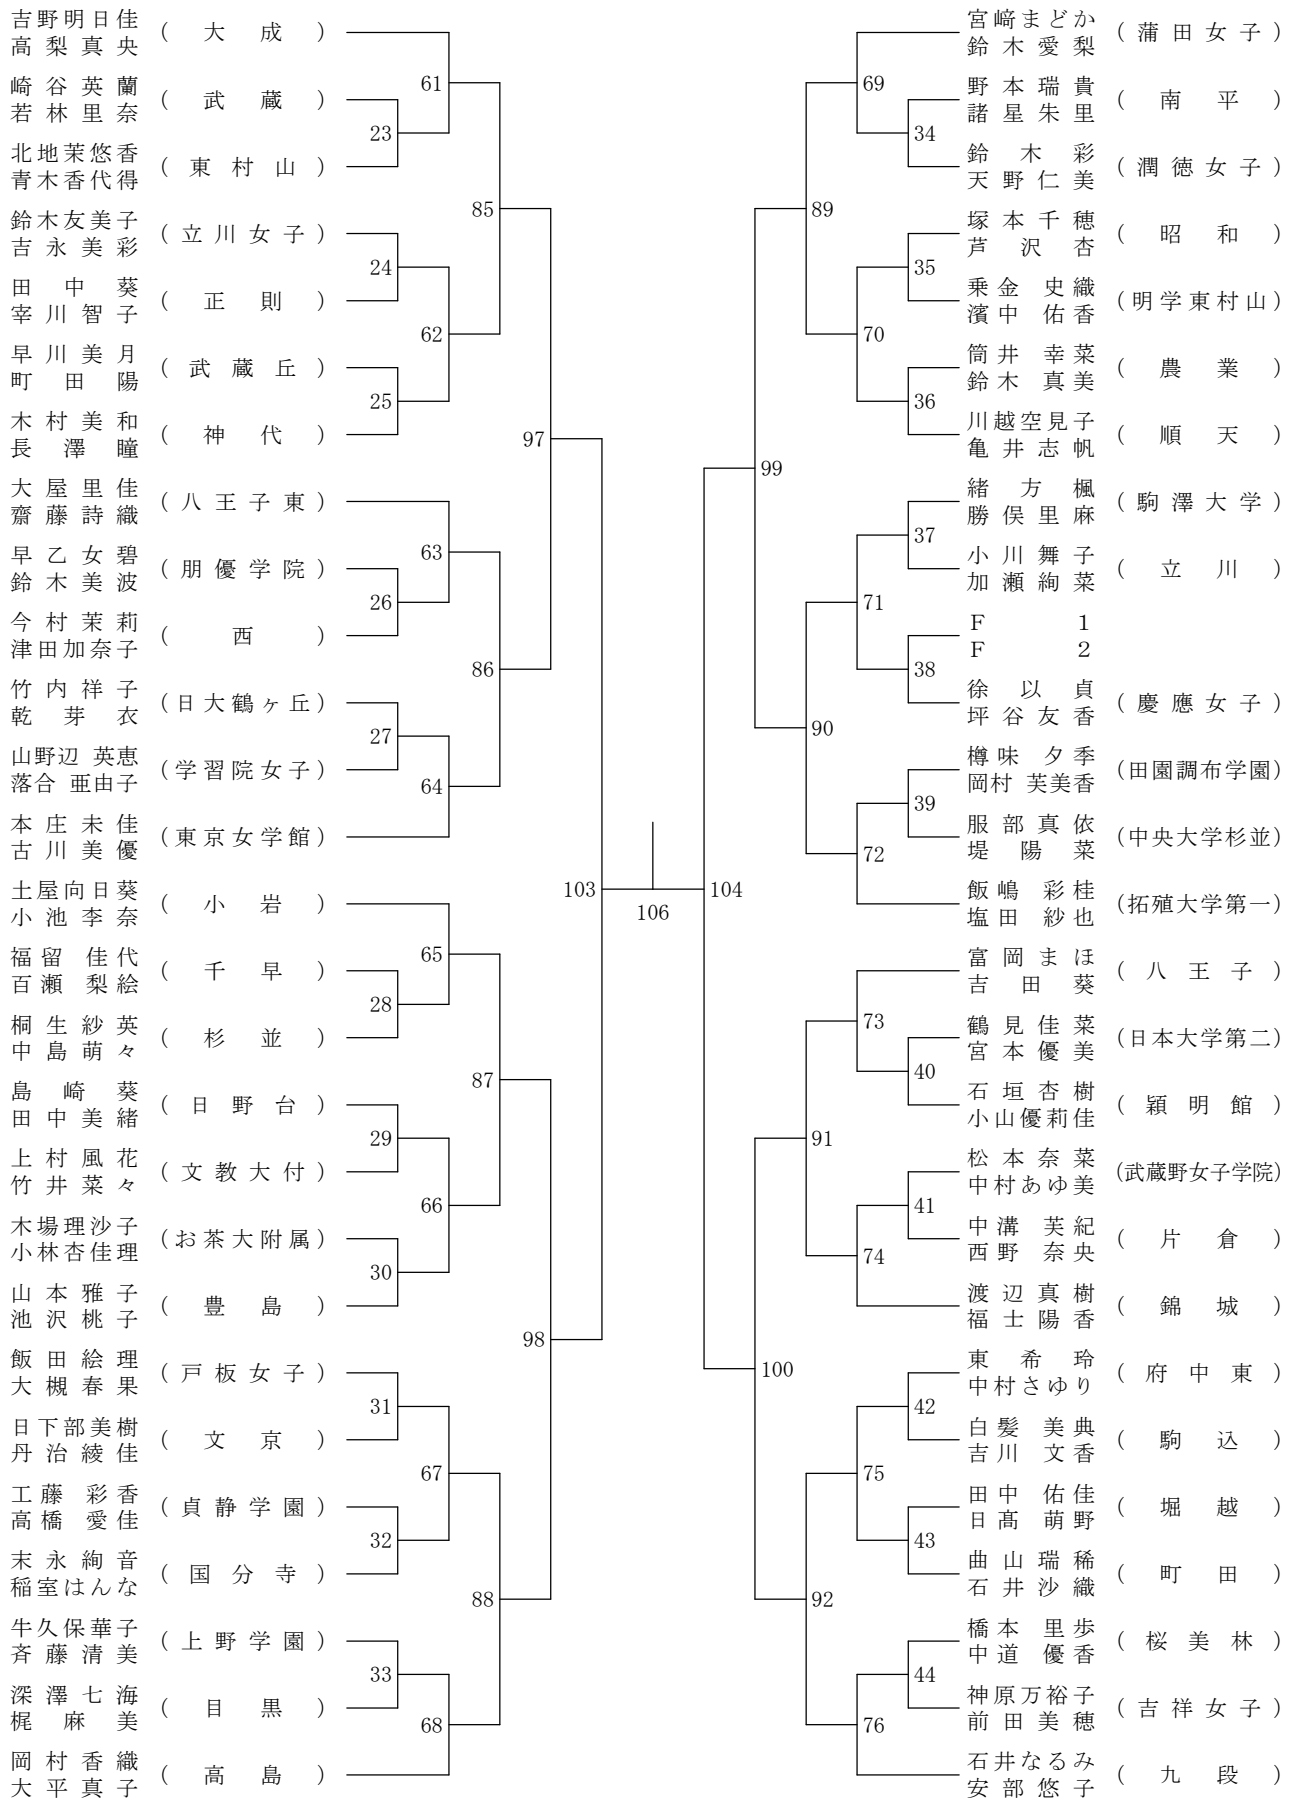 吉野明日佳
高梨真央
(大成)
崎谷英蘭
若林里奈
(武蔵)
北地茉悠香
青木香代得
(東村山)
鈴木友美子
吉永美彩
(立川女子)
田中葵
宰川智子
(正則)
早川美月
町田陽
(武蔵丘)
木村美和
長澤瞳
(神代)
大屋里佳
齋藤詩織
(八王子東)
早乙女碧
鈴木美波
(朋優学院)
今村茉莉
津田加奈子
(西)
竹内祥子
乾芽衣
(日大鶴ヶ丘)
山野辺 英恵
落合 亜由子
(学習院女子)
本庄未佳
古川美優
(東京女学館)
土屋向日葵
小池李奈
(小岩)
福留 佳代
百瀬 梨絵
(千早)
桐生紗英
中島萌々
(杉並)
島崎葵
田中美緒
(日野台)
上村風花
竹井菜々
(文教大付)
木場理沙子
小林杏佳理
(お茶大附属)
山本雅子
池沢桃子
(豊島)
飯田絵理
大槻春果
(戸板女子)
日下部美樹
丹治綾佳
(文京)
工藤 彩香
高橋 愛佳
(貞静学園)
末永絢音
稲室はんな
(国分寺)
牛久保華子
斉藤清美
(上野学園)
深澤七海
梶麻美
(目黒)
岡村香織
大平真子
(高島)
61
23
85
24
62
25
97
63
26
86
27
64
103
65
28
87
29
66
30
98
31
67
32
88
33
68
106
104
69
34
89
35
70
36
99
37
71
38
90
39
72
73
40
91
41
74
100
42
75
43
92
44
76
宮﨑まどか
鈴木愛梨
(蒲田女子)
野本瑞貴
諸星朱里
(南平)
鈴木彩
天野仁美
(潤徳女子)
塚本千穂
芦沢杏
(昭和)
乗金 史織
濱中 佑香
(明学東村山)
筒井 幸菜
鈴木 真美
(農業)
川越空見子
亀井志帆
(順天)
緒方楓
勝俣里麻
(駒澤大学)
小川舞子
加瀬絢菜
(立川)
F 1
F 2
徐以貞
坪谷友香
(慶應女子)
樽味 夕季
岡村 芙美香
(田園調布学園)
服部真依
堤陽菜
(中央大学杉並)
飯嶋 彩桂
塩田 紗也
(拓殖大学第一)
富岡まほ
吉田葵
(八王子)
鶴見佳菜
宮本優美
(日本大学第二)
石垣杏樹
小山優莉佳
(穎明館)
松本奈菜
中村あゆ美
(武蔵野女子学院)
中溝 芙紀
西野 奈央
(片倉)
渡辺真樹
福士陽香
(錦城)
東希玲
中村さゆり
(府中東)
白髪 美典
吉川 文香
(駒込)
田中 佑佳
日髙 萌野
(堀越)
曲山瑞稀
石井沙織
(町田)
橋本 里歩
中道 優香
(桜美林)
神原万裕子
前田美穂
(吉祥女子)
石井なるみ
安部悠子
(九段)